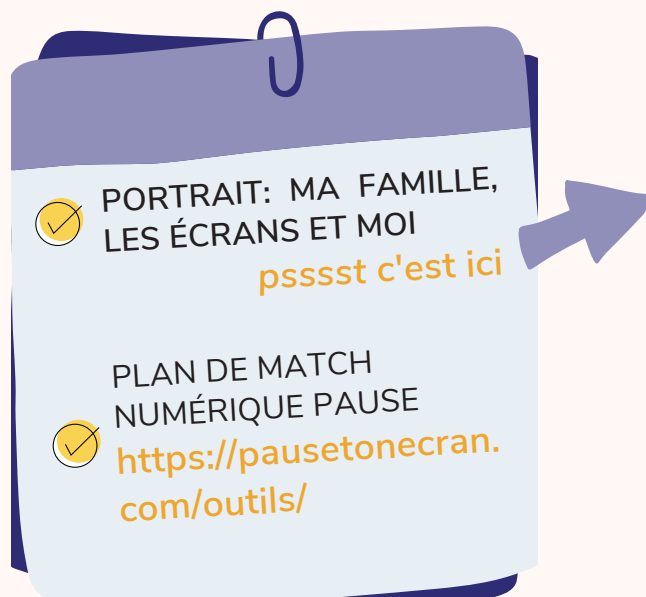 PORTRAIT: MA FAMILLE,
LES ÉCRANS ET MOI
psssst c'est ici
PLAN DE MATCH
NUMÉRIQUE PAUSE
https://pausetonecran.
com/outils/